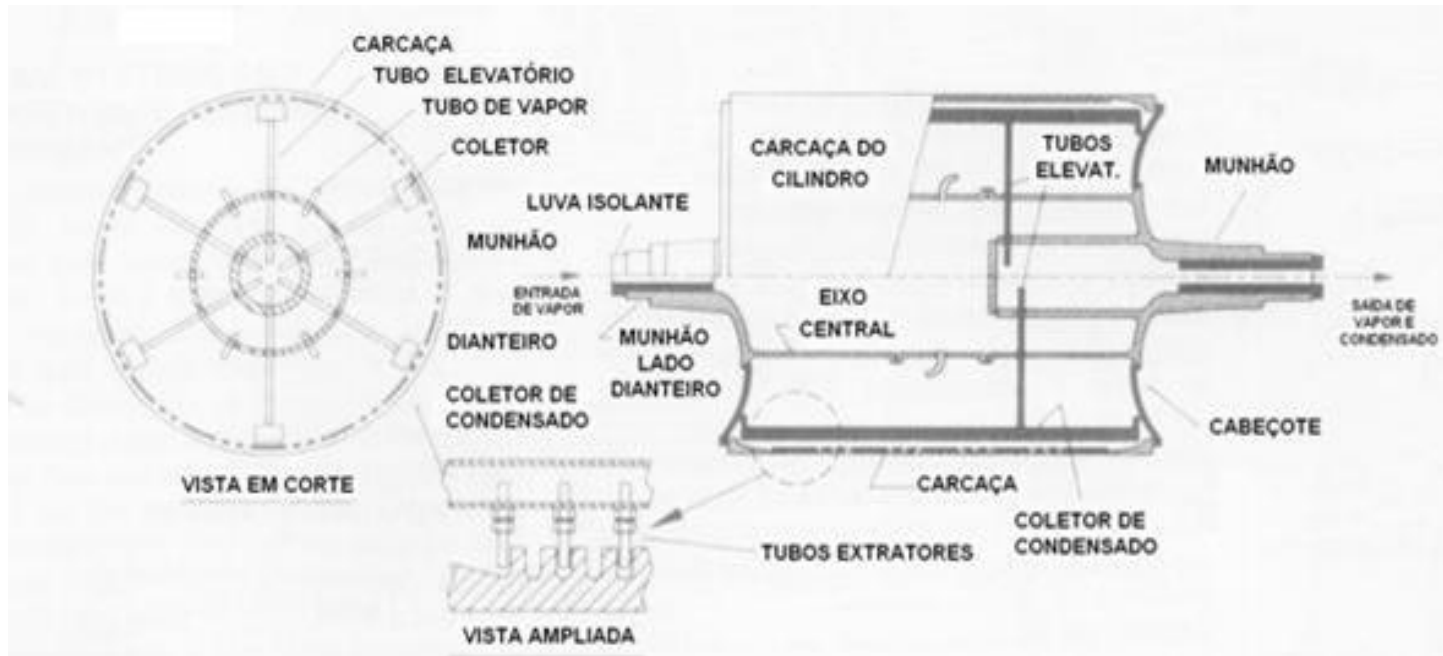 CARCAÇA
TUBO ELEVATÓRIO
TUBO DE VAPOR
COLETOR
LUVA ISOLANTE
MUNHÃO
ENTRADA
DE VAPOR
DIANTEIRO
MUNHÃO
LADO
DIANTEIRO
COLETOR DE
CONDENSADO
VISTA EM CORTE
CARCAÇA DO
CILINDRO
TUBOS
ELEVAT.
MUNHÃO
EIXO
CENTRAL
SAÍDA DE
VAPOR E
CONDENSADO
CABEÇOTE
CARCAÇA
COLETOR DE
CONDENSADO
TUBOS EXTRATORES
VISTA AMPLIADA